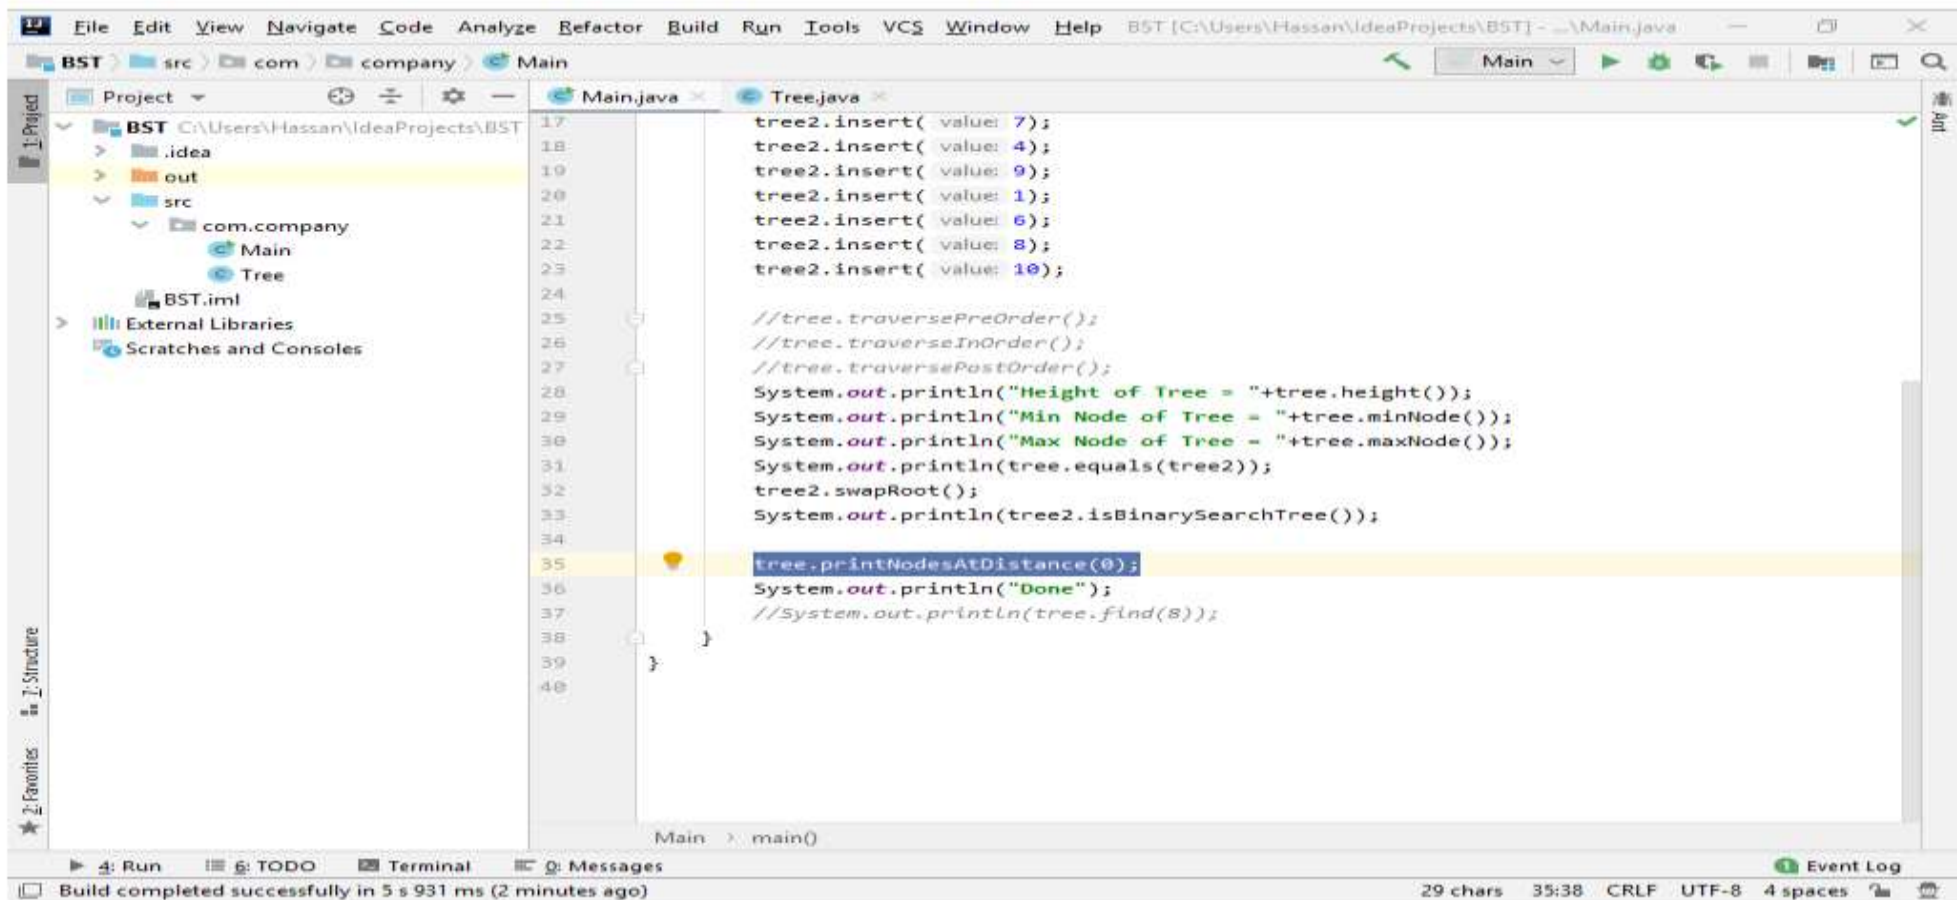 File Edit View Navigate Code Analyze Refactor Build Run Tools VCS Window Help BST [C:\Users\Hassan\IdeaProjects\BST] - ...\Main.java
BST src com company Main
Main
1: Project
Project
Main.java
Tree.java
Ant
BST C:\Users\Hassan\IdeaProjects\BST
.idea
out
src
com.company
Main
Tree
BST.iml
External Libraries
Scratches and Consoles
17 tree2.insert( value: 7);
18 tree2.insert( value: 4);
19 tree2.insert( value: 9);
20 tree2.insert( value: 1);
21 tree2.insert( value: 6);
22 tree2.insert( value: 8);
23 tree2.insert( value: 10);
24
25 //tree.traversePreOrder();
26 //tree.traverseInOrder();
27 //tree.traversePostOrder();
28 System.out.println("Height of Tree = "+tree.height());
29 System.out.println("Min Node of Tree = "+tree.minNode());
30 System.out.println("Max Node of Tree = "+tree.maxNode());
31 System.out.println(tree.equals(tree2));
32 tree2.swapRoot();
33 System.out.println(tree2.isBinarySearchTree());
34
35 tree.printNodesAtDistance(0);
36 System.out.println("Done");
37 //System.out.println(tree.find(8));
38 }
39 }
40
7: Structure
2: Favorites
Main > main()
4: Run 6: TODO Terminal 0: Messages
1 Event Log
Build completed successfully in 5 s 931 ms (2 minutes ago)
29 chars 35:38 CRLF UTF-8 4 spaces